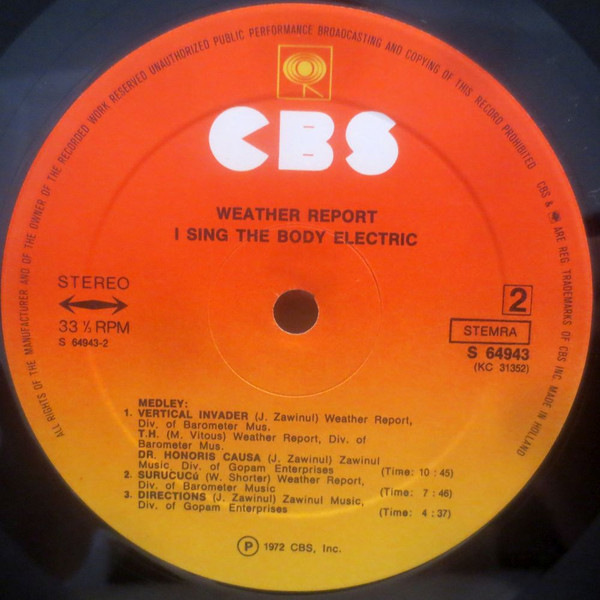 ALL RIGHTS OF THE MANUFACTURER AND OF THE OWNER OF THE RECORDED WORK RESERVED UNAUTHORIZED PUBLIC PERFORMANCE BROADCASTING AND COPYING OF THIS RECORD PROHIBITED
CBS & ARE REG. TRADEMARKS OF CBS INC MADE IN HOLLAND
CBS
WEATHER REPORT
I SING THE BODY ELECTRIC
STEREO
33 ⅓ RPM
S 64943-2
2
STEMRA
S 64943
(KC 31352)
MEDLEY:
1. VERTICAL INVADER (J. Zawinul) Weather Report,
Div. of Barometer Mus.
T.H. (M. Vitous) Weather Report, Div. of
Barometer Mus.
DR. HONORIS CAUSA (J. Zawinul) Zawinul
Music, Div. of Gopam Enterprises (Time: 10 : 45)
2. SURUCUCÚ (W. Shorter) Weather Report,
Div. of Barometer Music (Time: 7 : 46)
3. DIRECTIONS (J. Zawinul) Zawinul Music,
Div. of Gopam Enterprises (Time: 4 : 37)
Ⓟ 1972 CBS, Inc.